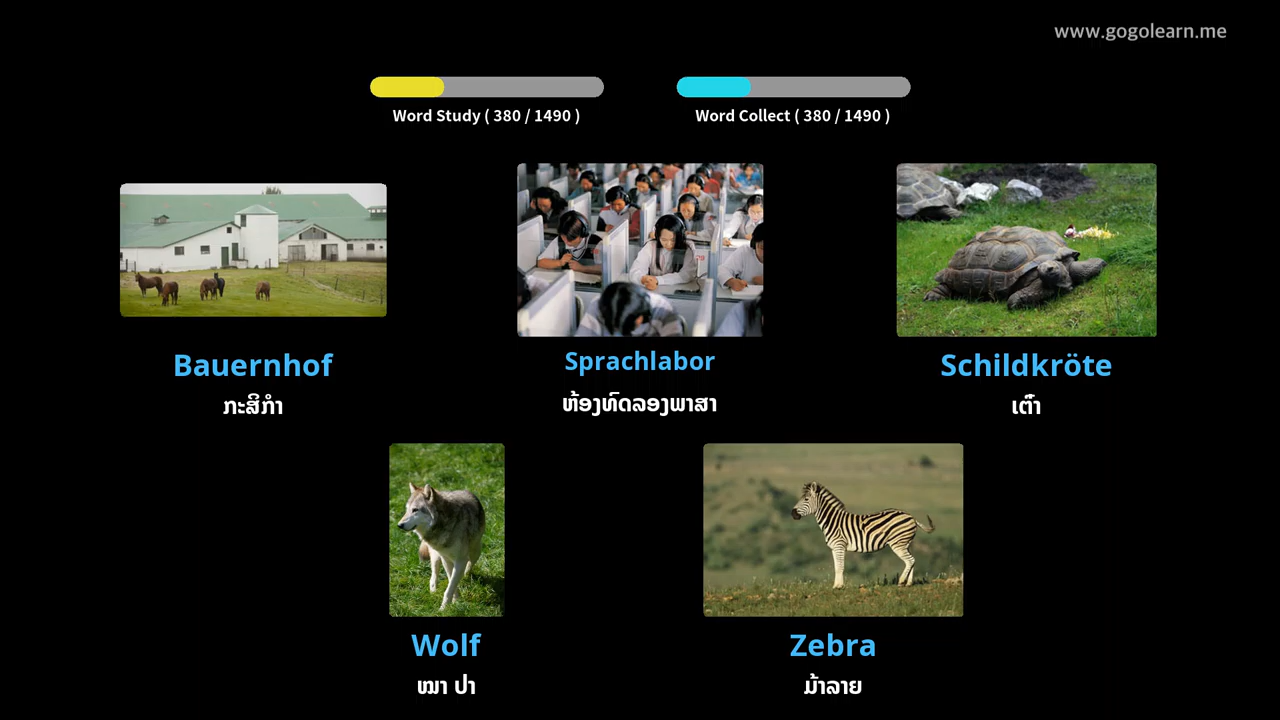 www.gogolearn.me
Word Study ( 380 / 1490 )
Word Collect ( 380 / 1490 )
Bauernhof
ກະສິກຳ
Sprachlabor
ຫ້ອງທົດລອງພາສາ
Schildkröte
ເຕົ່າ
Wolf
ໝາ ປາ
Zebra
ມ້າລາຍ